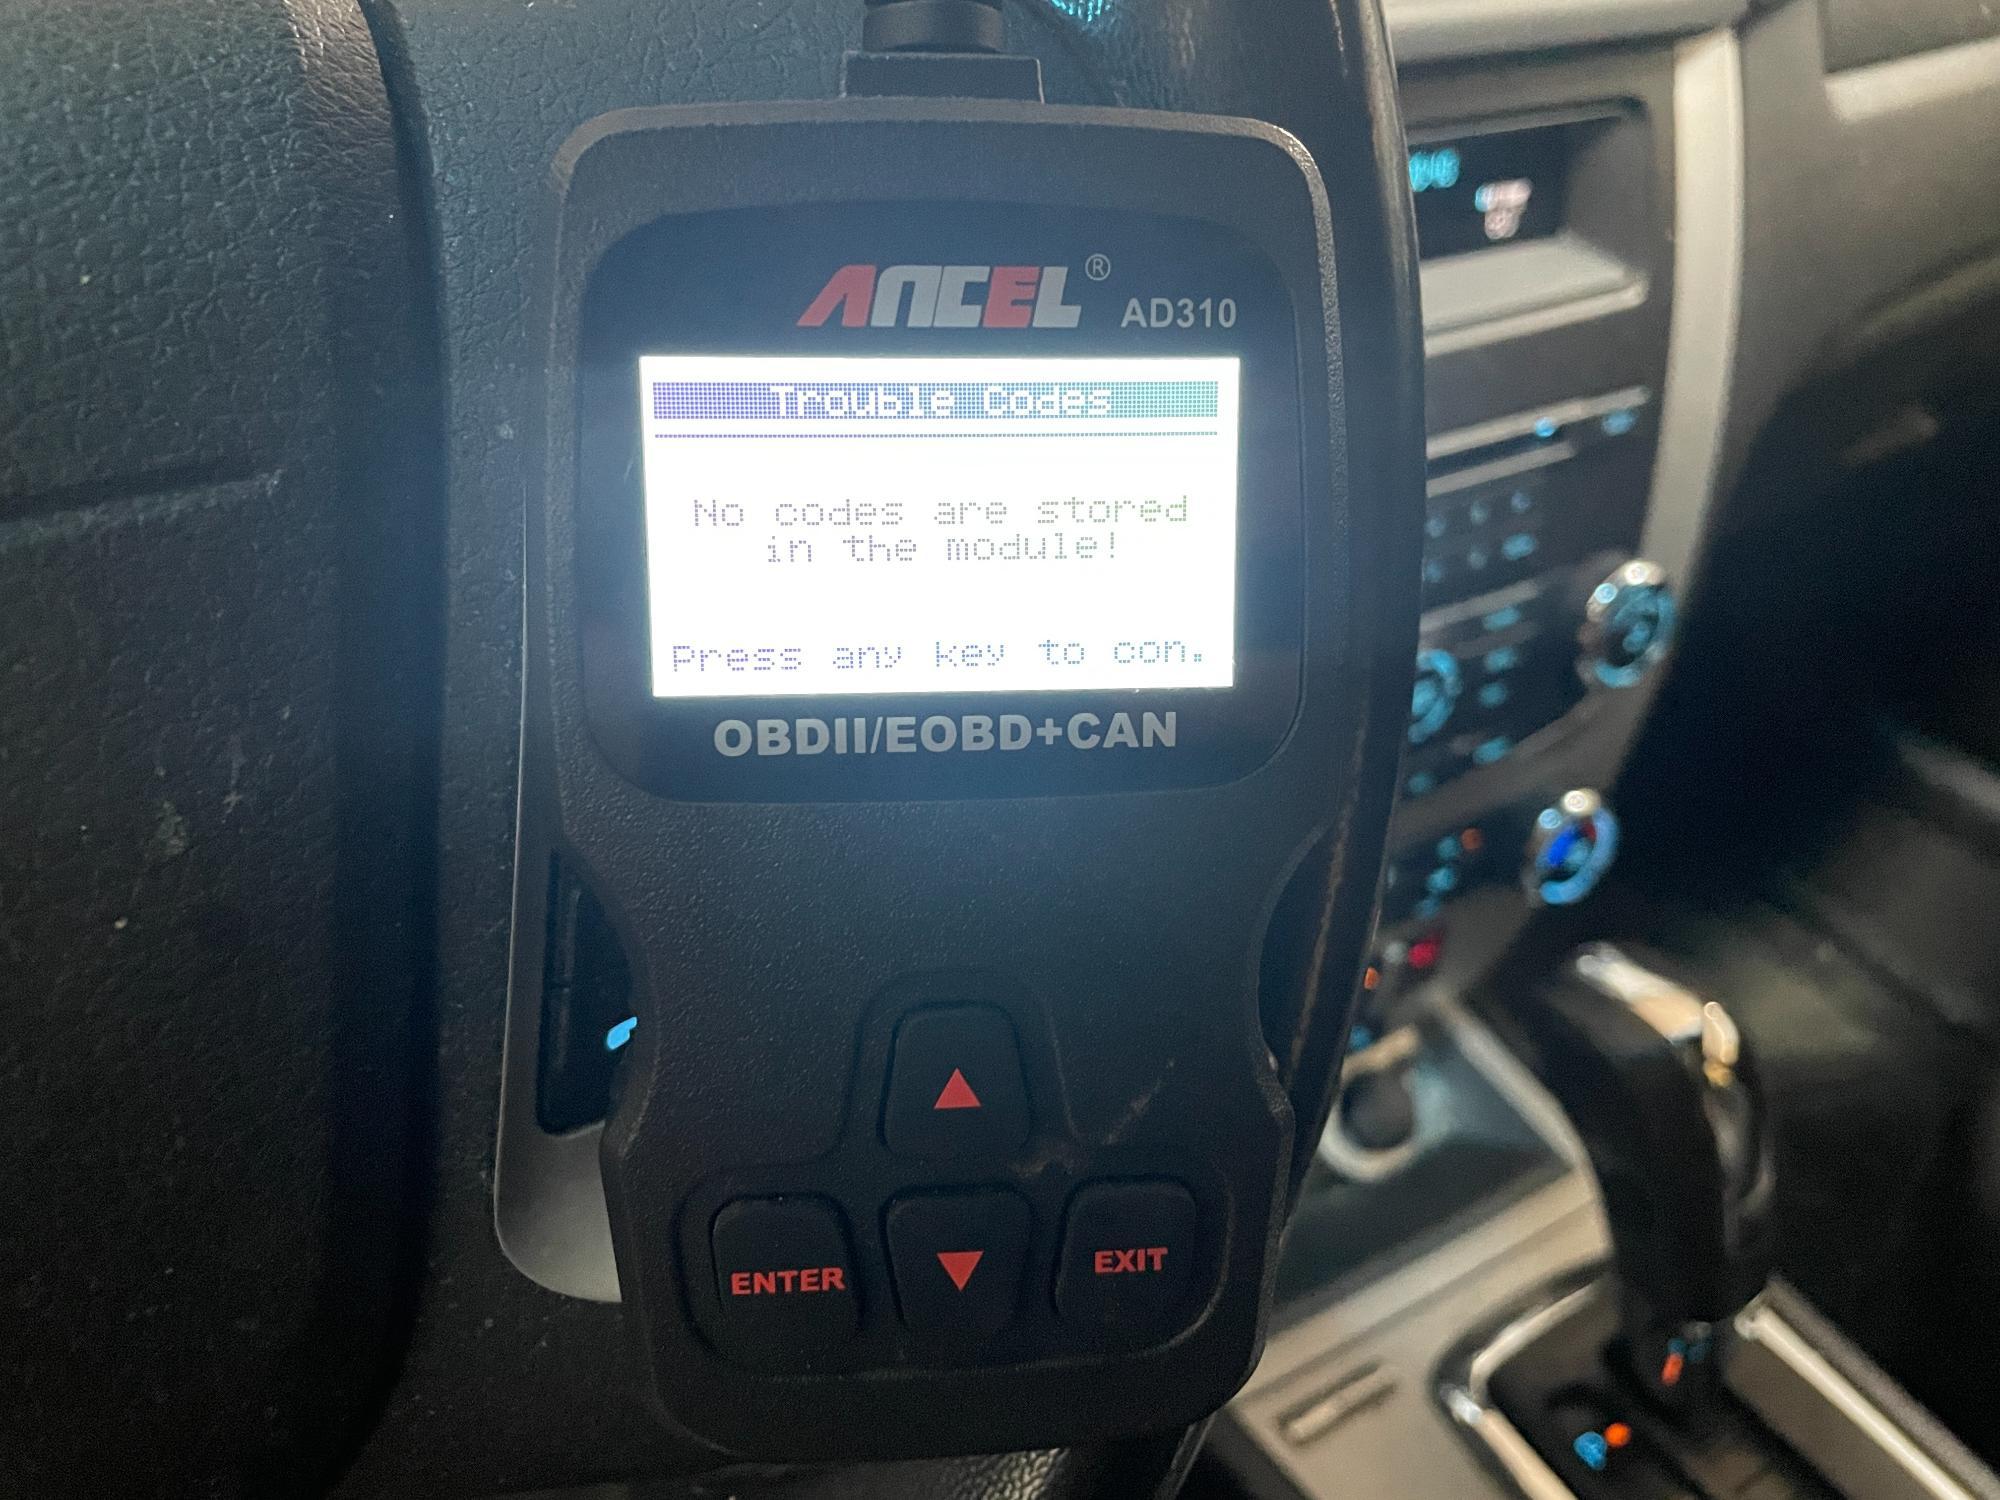 ANCEL®
AD310
Trouble Codes
No codes are stored
in the module!
Press any key to con.
OBDII/EOBD+CAN
ENTER
EXIT